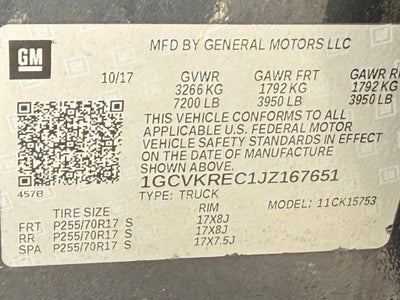 GM
MFD BY GENERAL MOTORS LLC
10/17 GVWR GAWR FRT GAWR RR
3266 KG 1792 KG 1792 KG
7200 LB 3950 LB 3950 LB
THIS VEHICLE CONFORMS TO ALL
APPLICABLE U.S. FEDERAL MOTOR
VEHICLE SAFETY STANDARDS IN EFFECT
ON THE DATE OF MANUFACTURE
SHOWN ABOVE.
1GCVKREC1JZ167651
457B TYPE: TRUCK 11CK15753
TIRE SIZE RIM
FRT P255/70R17 S 17X8J
RR P255/70R17 S 17X8J
SPA P255/70R17 S 17X7.5J